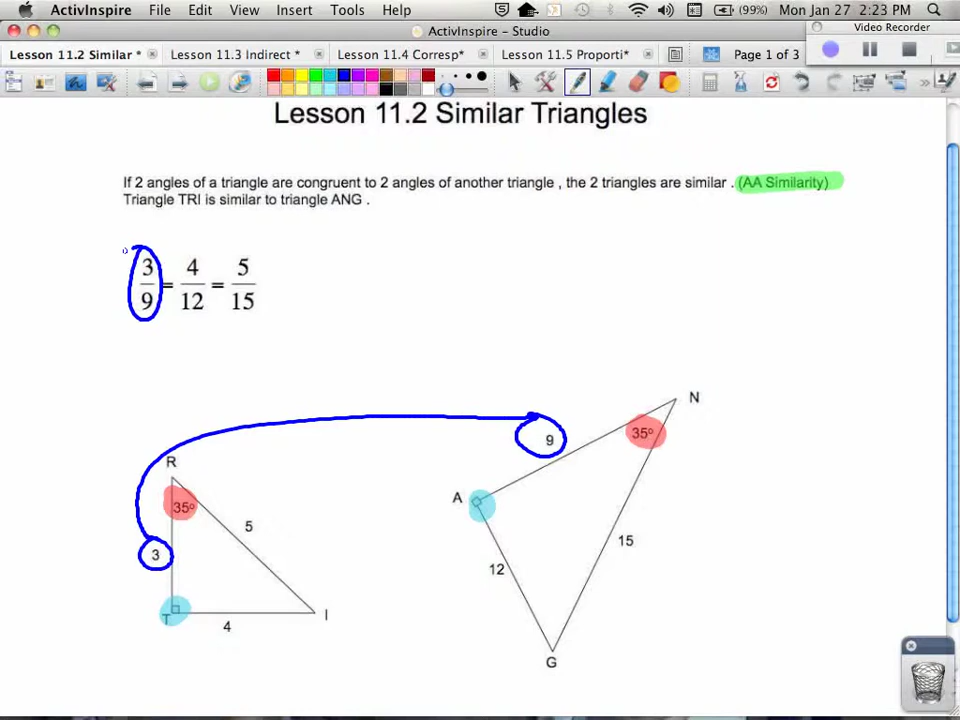 ActivInspire File Edit View Insert Tools Help (99%) Mon Jan 27 2:23 PM
ActivInspire - Studio
Video Recorder
Lesson 11.2 Similar * Lesson 11.3 Indirect * Lesson 11.4 Corresp* Lesson 11.5 Proporti* Page 1 of 3
Lesson 11.2 Similar Triangles
If 2 angles of a triangle are congruent to 2 angles of another triangle , the 2 triangles are similar . (AA Similarity)
Triangle TRI is similar to triangle ANG .
3/9 = 4/12 = 5/15
N
35°
9
R
A
35°
5
15
3
12
T
I
4
G